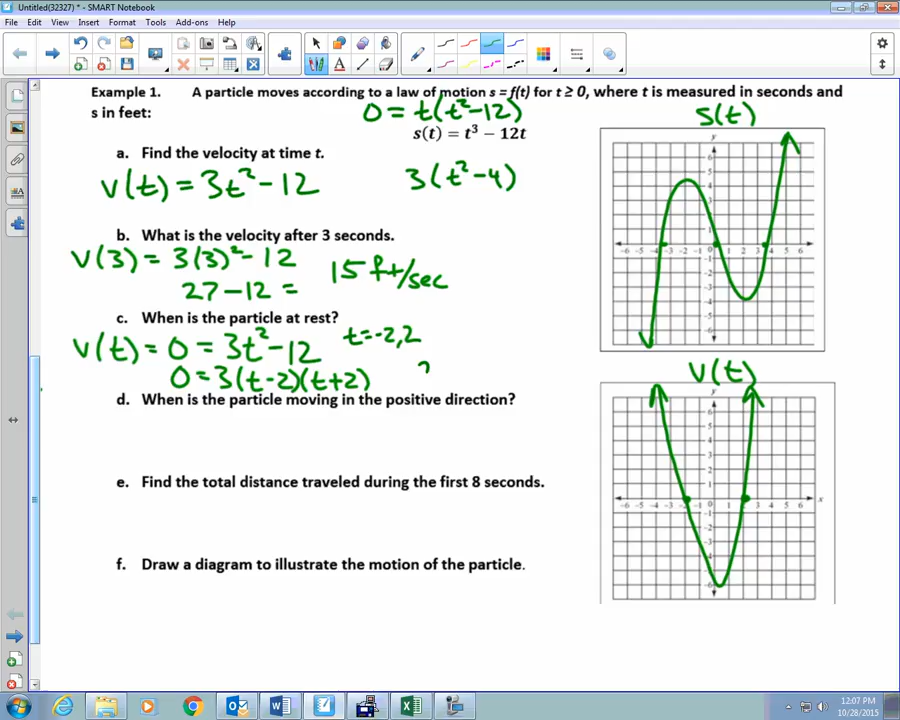 Untitled(32327) * - SMART Notebook
File Edit View Insert Format Tools Add-ons Help
Example 1. A particle moves according to a law of motion s = f(t) for t ≥ 0, where t is measured in seconds and
s in feet:
0 = t(t²-12)
s(t) = t³ − 12t
a. Find the velocity at time t.
v(t) = 3t² - 12
3(t² - 4)
b. What is the velocity after 3 seconds.
v(3) = 3(3)² - 12
15 ft/sec
27 - 12 =
c. When is the particle at rest?
v(t) = 0 = 3t² - 12
t = -2, 2
0 = 3(t-2)(t+2)
d. When is the particle moving in the positive direction?
e. Find the total distance traveled during the first 8 seconds.
f. Draw a diagram to illustrate the motion of the particle.
s(t)
y
v(t)
y
x
12:07 PM
10/28/2015